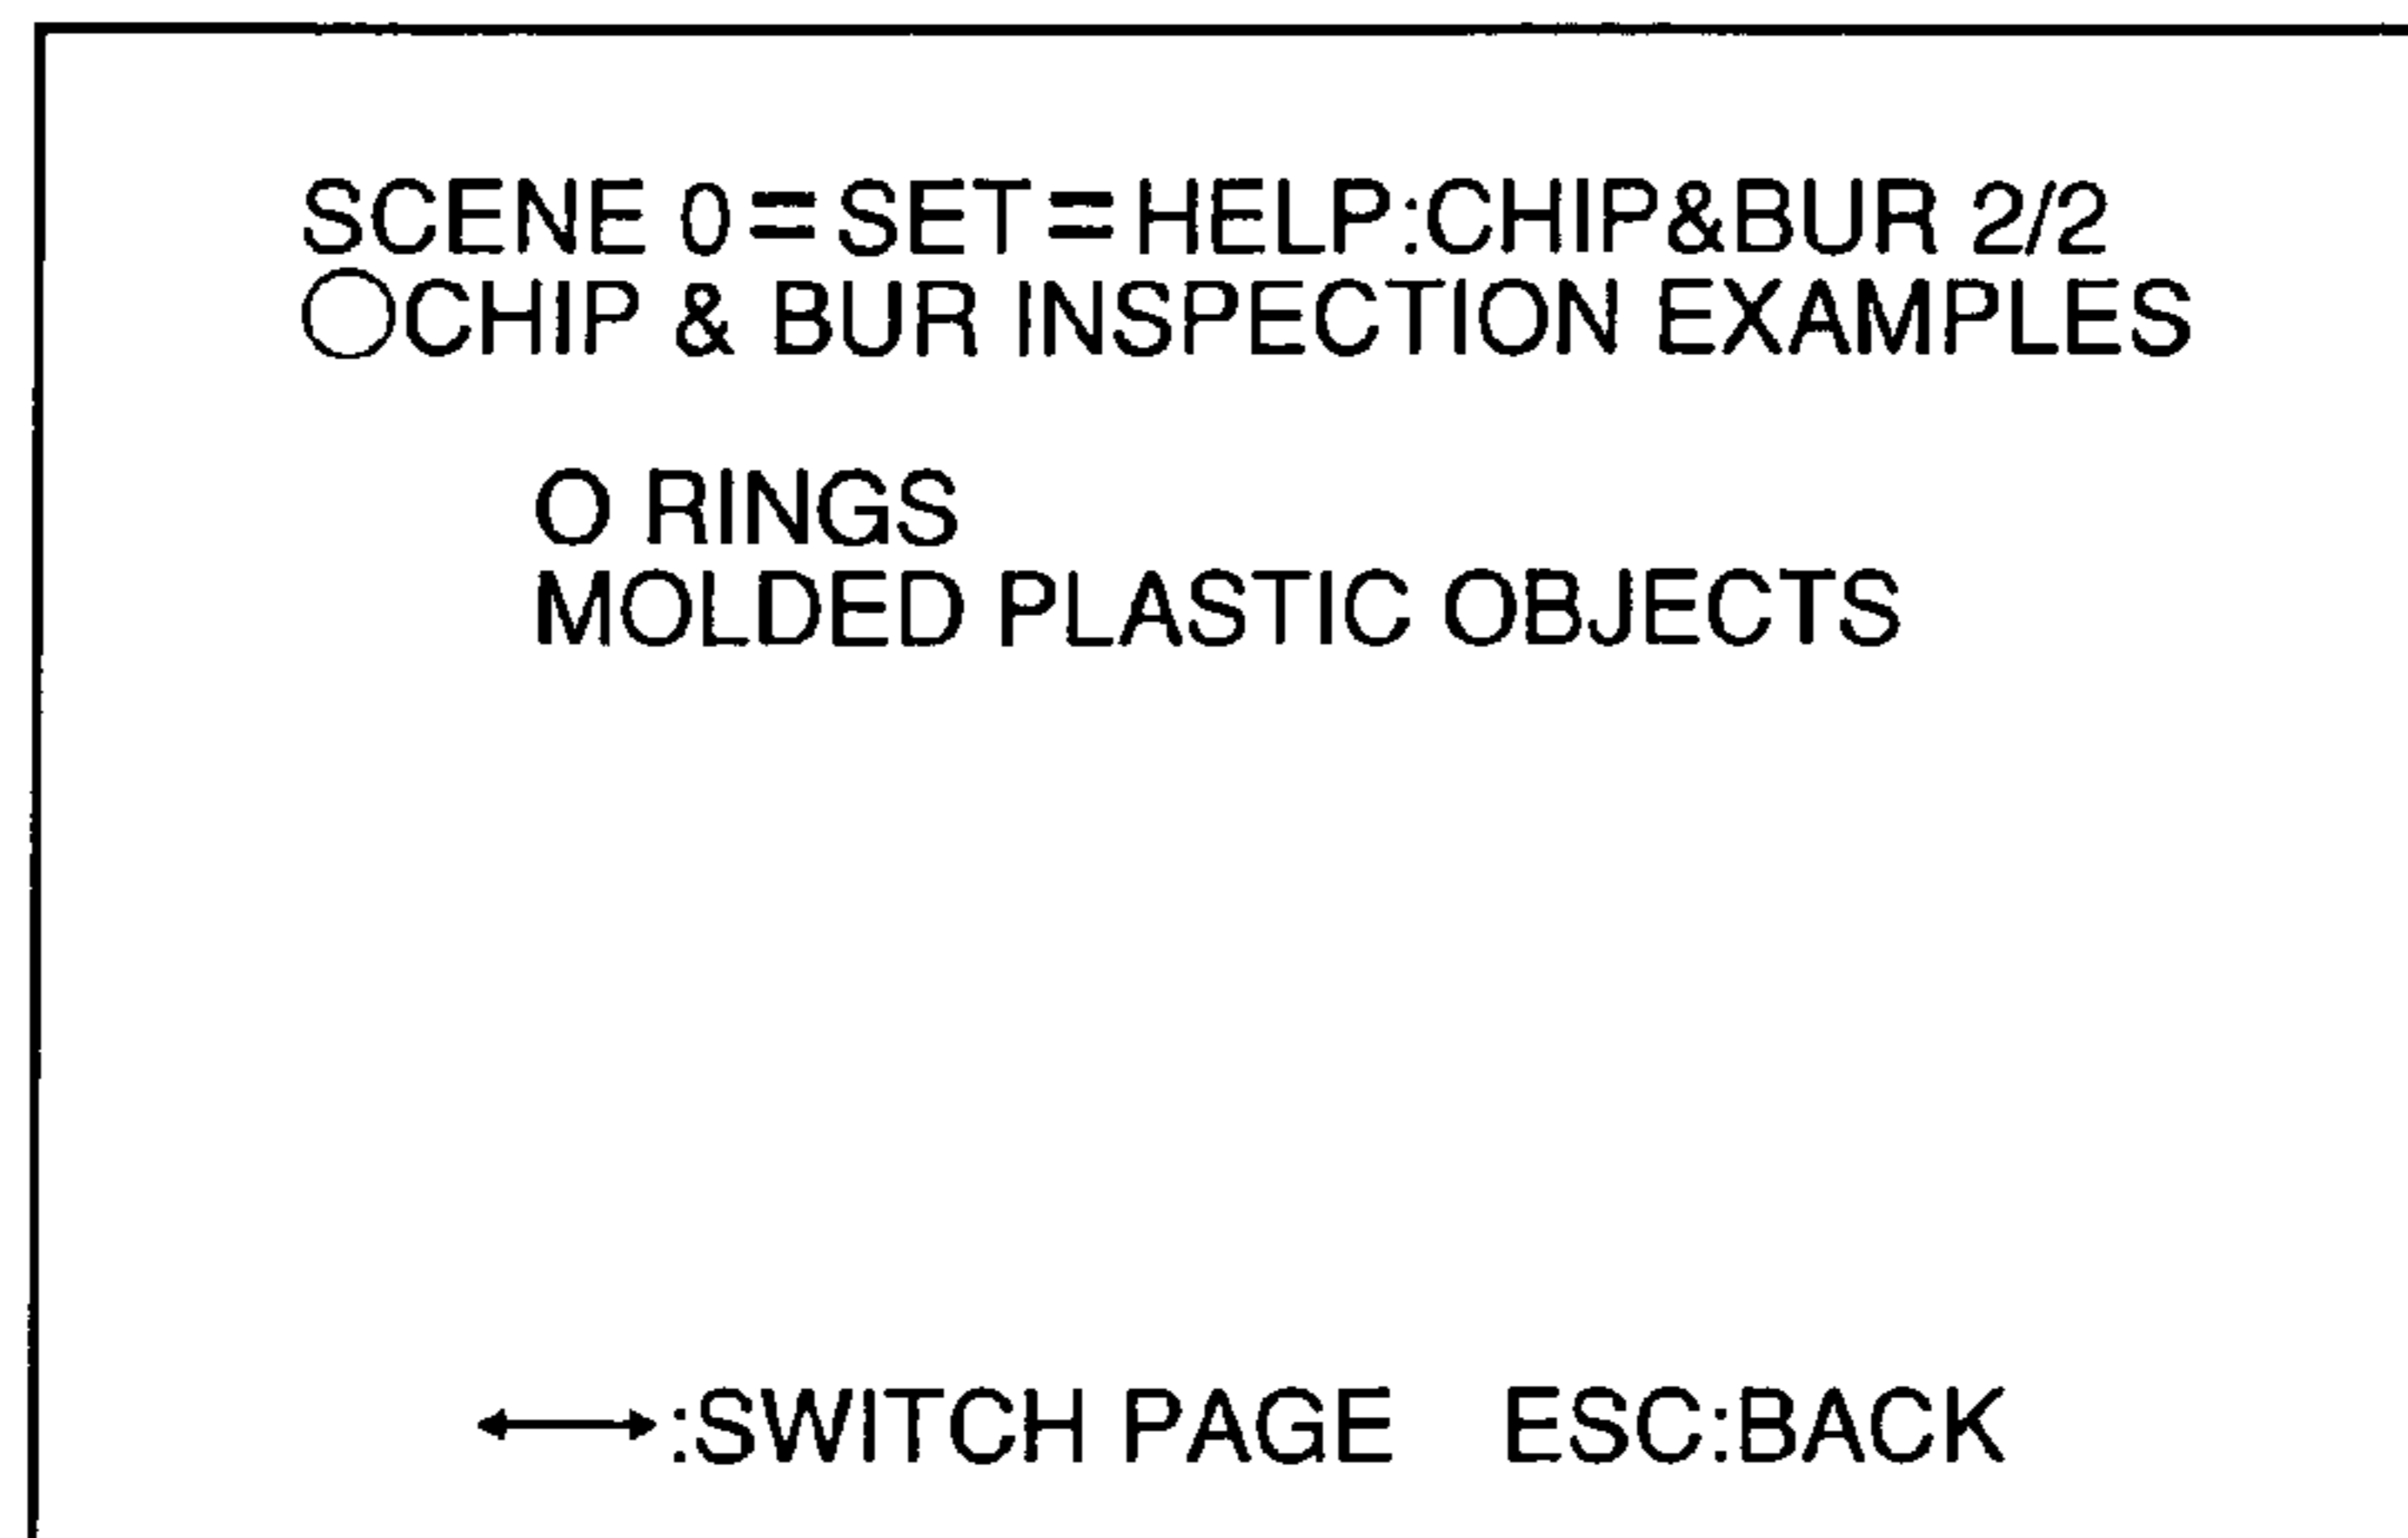 SCENE 0=SET=HELP:CHIP&BUR 2/2
○CHIP & BUR INSPECTION EXAMPLES
O RINGS
MOLDED PLASTIC OBJECTS
↔:SWITCH PAGE ESC:BACK